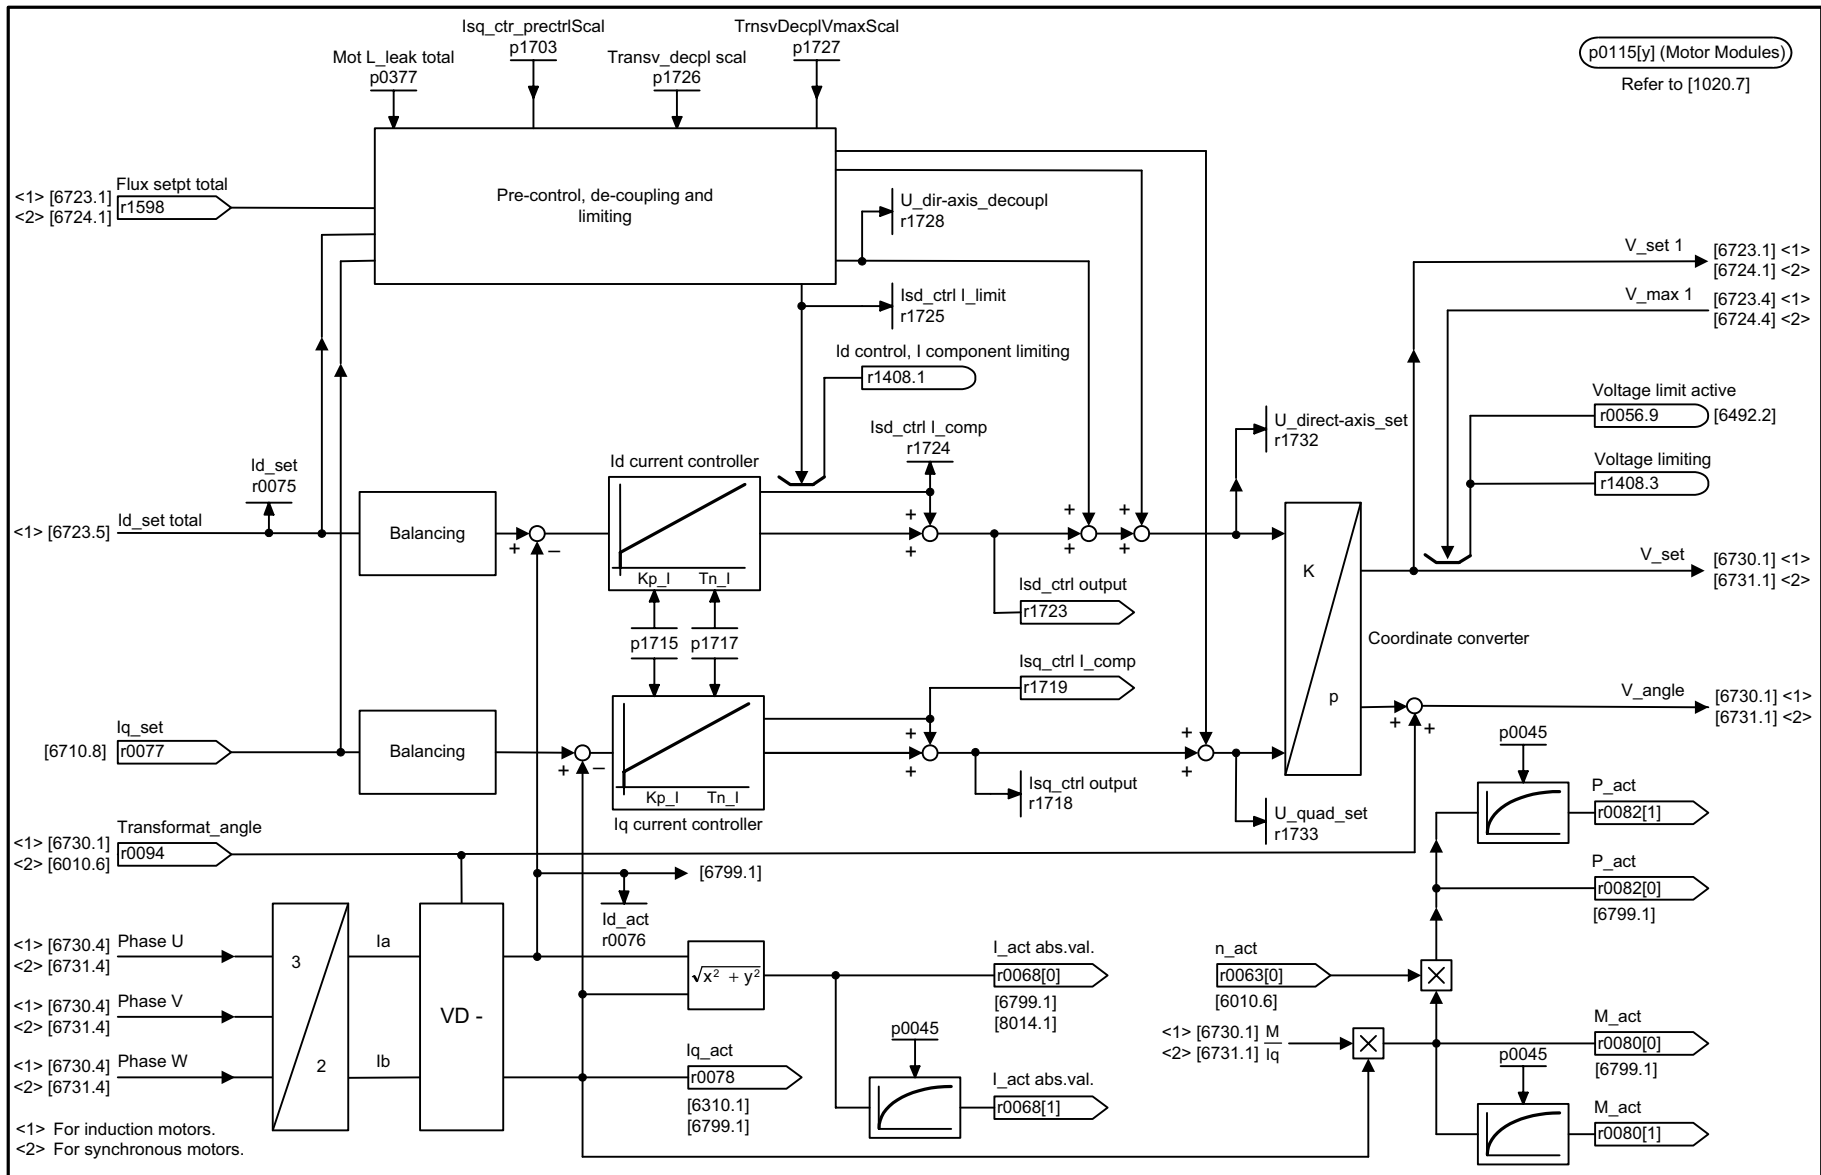 Isq_ctr_prectrlScal
p1703
TrnsvDecplVmaxScal
p1727
Mot L_leak total
p0377
Transv_decpl scal
p1726
p0115[y] (Motor Modules)
Refer to [1020.7]
Pre-control, de-coupling and
limiting
<1> [6723.1]
<2> [6724.1]
Flux setpt total
r1598
U_dir-axis_decoupl
r1728
Isd_ctrl I_limit
r1725
Id control, I component limiting
r1408.1
V_set 1
[6723.1] <1>
[6724.1] <2>
V_max 1
[6723.4] <1>
[6724.4] <2>
Voltage limit active
r0056.9
[6492.2]
Voltage limiting
r1408.3
Isd_ctrl I_comp
r1724
U_direct-axis_set
r1732
Id_set
r0075
Id current controller
<1> [6723.5]
Id_set total
Balancing
+
–
Kp_I
Tn_I
+
+
+
+
+
+
K
p
V_set
[6730.1] <1>
[6731.1] <2>
Isd_ctrl output
r1723
Coordinate converter
p1715
p1717
Isq_ctrl I_comp
r1719
V_angle
[6730.1] <1>
[6731.1] <2>
+
+
[6710.8]
Iq_set
r0077
Balancing
+
–
Kp_I
Tn_I
Iq current controller
+
+
+
+
Isq_ctrl output
r1718
U_quad_set
r1733
p0045
P_act
r0082[1]
<1> [6730.1]
<2> [6010.6]
Transformat_angle
r0094
[6799.1]
P_act
r0082[0]
[6799.1]
Id_act
r0076
<1> [6730.4]
<2> [6731.4]
Phase U
3
2
Ia
Ib
VD -
√x² + y²
I_act abs.val.
r0068[0]
[6799.1]
[8014.1]
n_act
r0063[0]
[6010.6]
<1> [6730.4]
<2> [6731.4]
Phase V
<1> [6730.1]
<2> [6731.1]
M
Iq
M_act
r0080[0]
[6799.1]
<1> [6730.4]
<2> [6731.4]
Phase W
Iq_act
r0078
[6310.1]
[6799.1]
p0045
I_act abs.val.
r0068[1]
p0045
M_act
r0080[1]
<1> For induction motors.
<2> For synchronous motors.